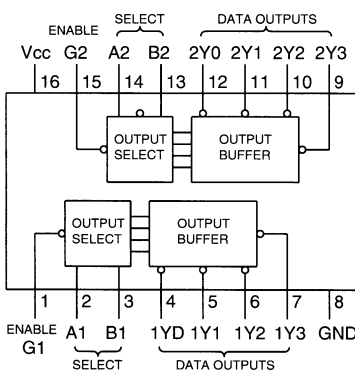 SELECT DATA OUTPUTS
ENABLE
Vcc G2 A2 B2 2Y0 2Y1 2Y2 2Y3
16 15 14 13 12 11 10 9
OUTPUT SELECT
OUTPUT BUFFER
OUTPUT SELECT
OUTPUT BUFFER
1 2 3 4 5 6 7 8
ENABLE G1
A1 B1 1YD 1Y1 1Y2 1Y3 GND
SELECT DATA OUTPUTS